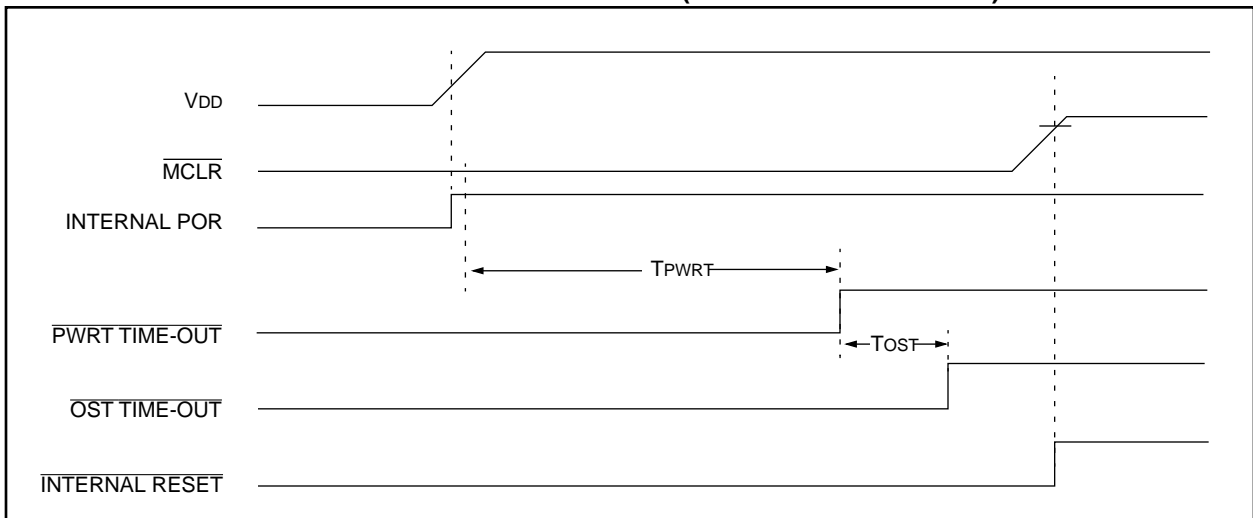 VDD
MCLR
INTERNAL POR
TPWRT
PWRT TIME-OUT
TOST
OST TIME-OUT
INTERNAL RESET